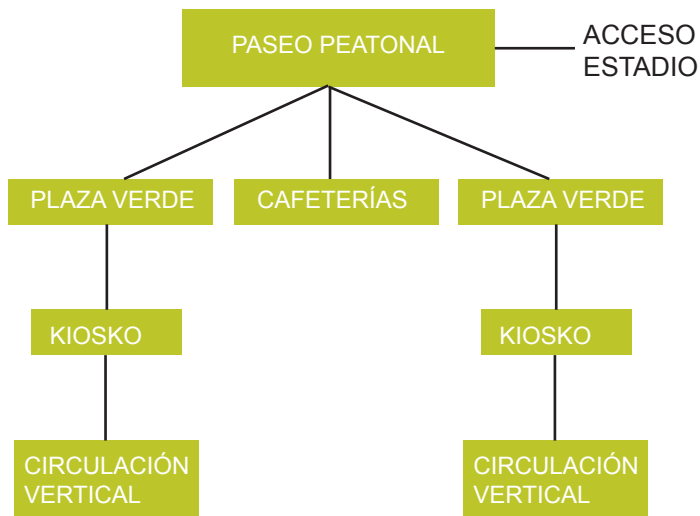 PASEO PEATONAL
ACCESO
ESTADIO
PLAZA VERDE
CAFETERÍAS
PLAZA VERDE
KIOSKO
KIOSKO
CIRCULACIÓN
VERTICAL
CIRCULACIÓN
VERTICAL